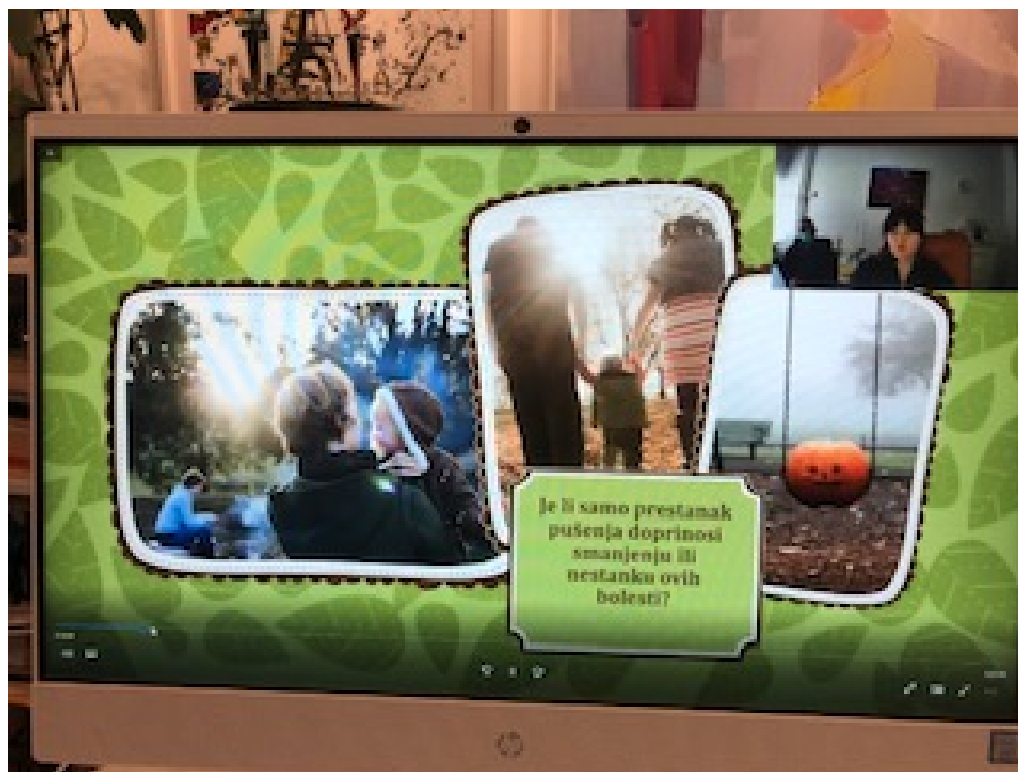 Je li samo prestanak
pušenja doprinosi
smanjenju ili
nestanku ovih
bolesti?